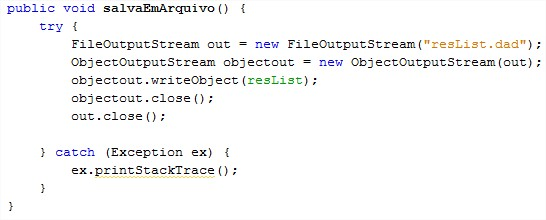 public void salvaEmArquivo() {
    try {
        FileOutputStream out = new FileOutputStream("resList.dad");
        ObjectOutputStream objectout = new ObjectOutputStream(out);
        objectout.writeObject(resList);
        objectout.close();
        out.close();

    } catch (Exception ex) {
        ex.printStackTrace();
    }
}